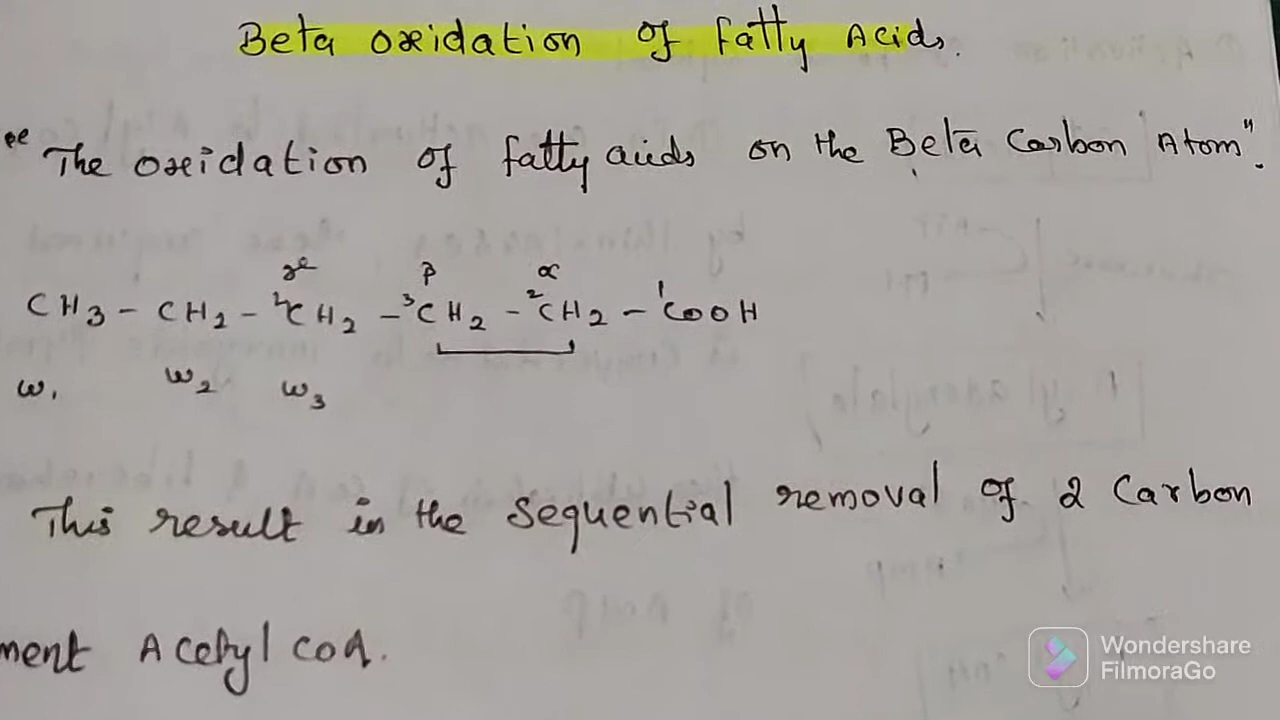 Beta oxidation of Fatty Acids.
"The oxidation of fatty acids on the Beta Carbon Atom".
γ β α
CH3 - CH2 - 4CH2 - 3CH2 - 2CH2 - 1COOH
ω1 ω2 ω3
This result in the Sequential removal of 2 Carbon
ment Acetyl coA.
Wondershare
FilmoraGo